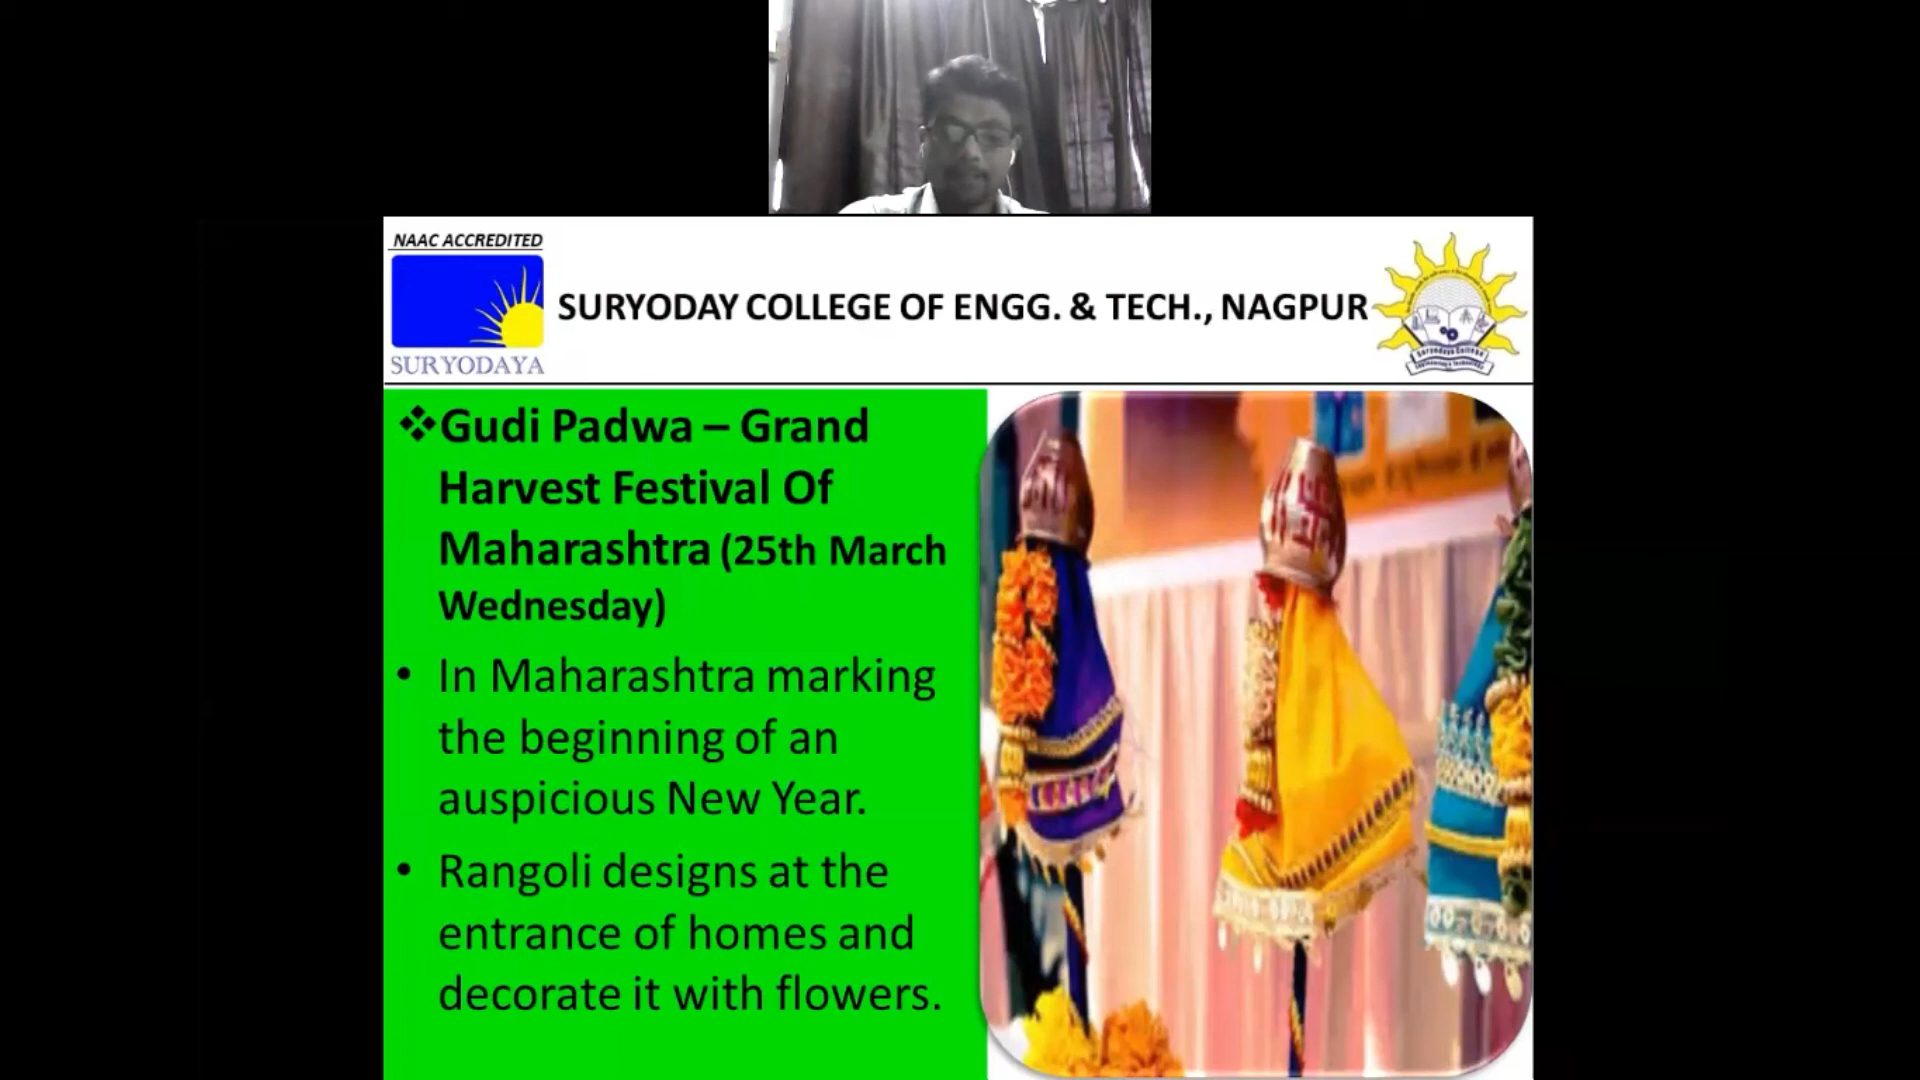 NAAC ACCREDITED
SURYODAYA
SURYODAY COLLEGE OF ENGG. & TECH., NAGPUR
Suryodaya College
❖Gudi Padwa – Grand
Harvest Festival Of
Maharashtra (25th March
Wednesday)
• In Maharashtra marking
the beginning of an
auspicious New Year.
• Rangoli designs at the
entrance of homes and
decorate it with flowers.